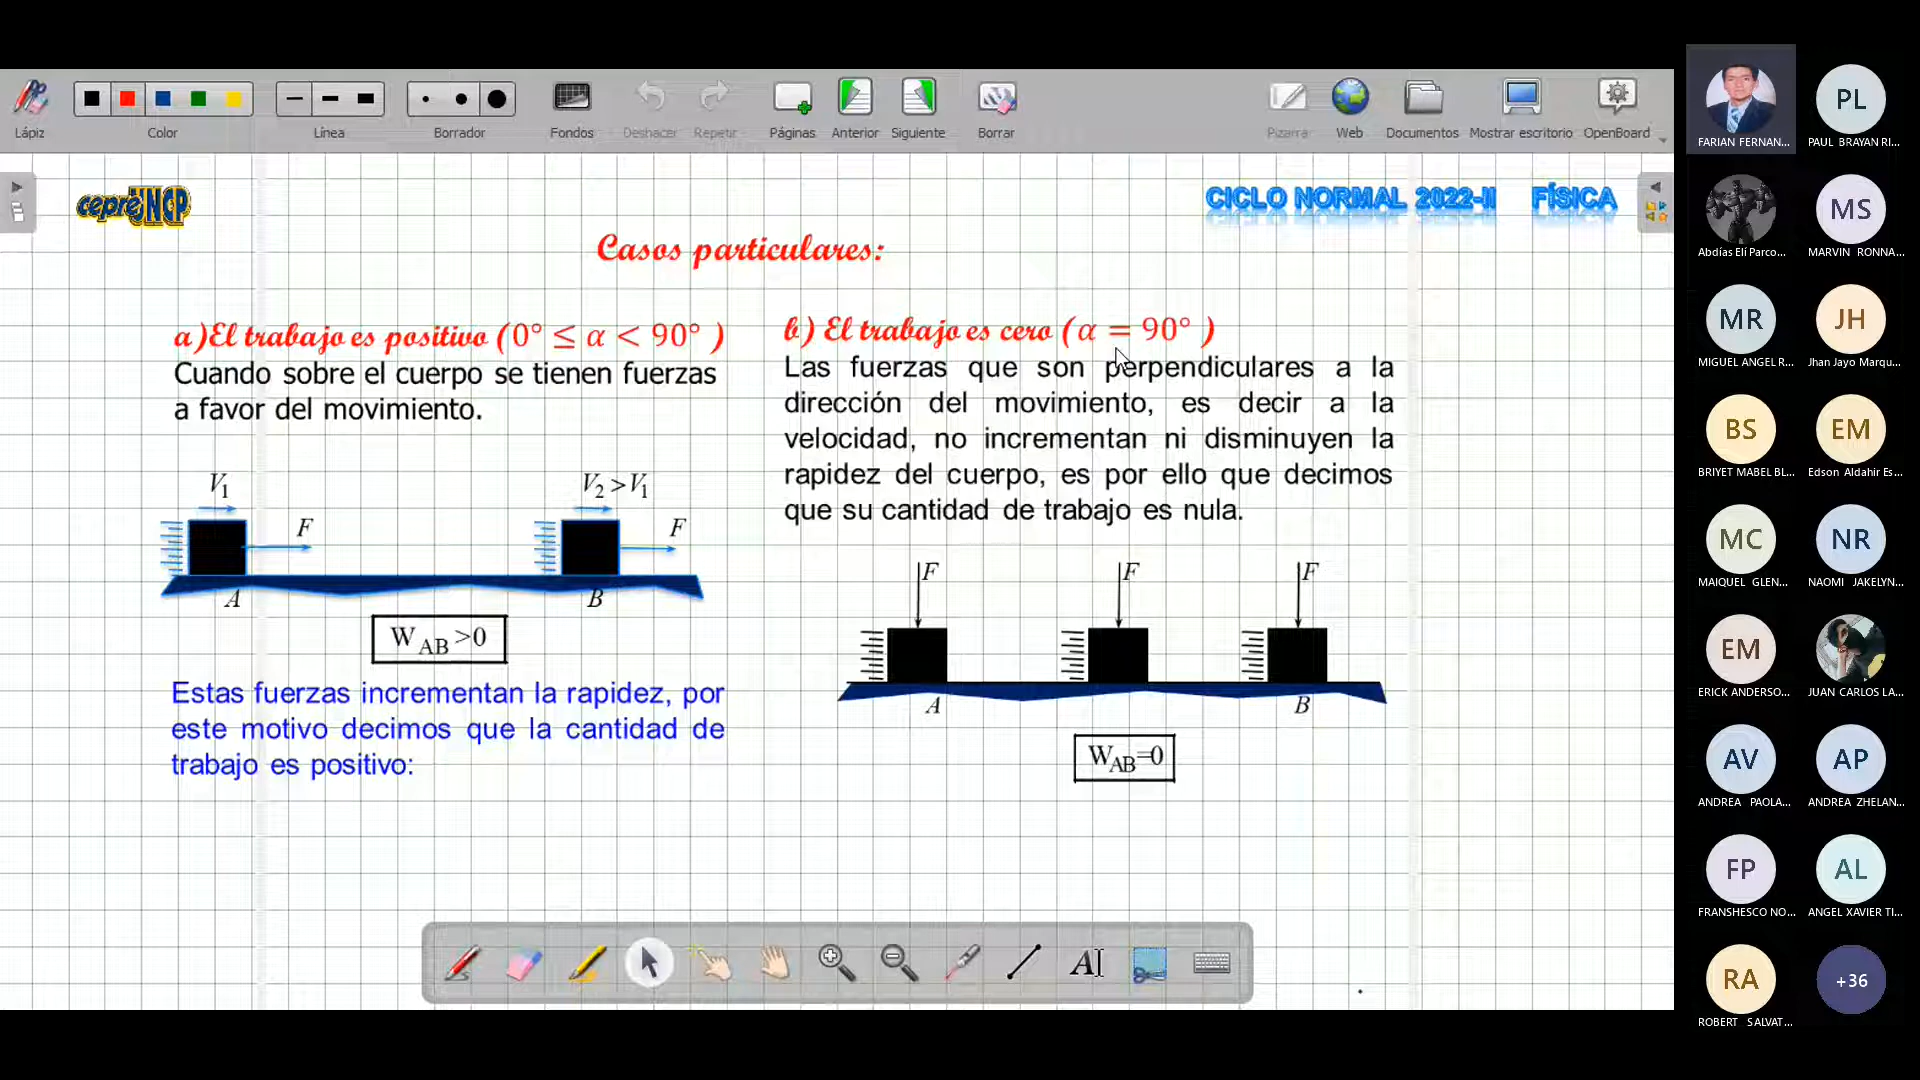 Lápiz
Color
Línea
Borrador
Fondos
Deshacer
Repetir
Páginas
Anterior
Siguiente
Borrar
Pizarra
Web
Documentos
Mostrar escritorio
OpenBoard
cepreUNCP
CICLO NORMAL 2022-II FÍSICA
Casos particulares:
a)El trabajo es positivo (0° ≤ α < 90° )
Cuando sobre el cuerpo se tienen fuerzas
a favor del movimiento.
V1
F
V2 > V1
F
A
B
WAB >0
Estas fuerzas incrementan la rapidez, por
este motivo decimos que la cantidad de
trabajo es positivo:
b) El trabajo es cero (α = 90° )
Las fuerzas que son perpendiculares a la
dirección del movimiento, es decir a la
velocidad, no incrementan ni disminuyen la
rapidez del cuerpo, es por ello que decimos
que su cantidad de trabajo es nula.
F
F
F
A
B
WAB=0
FARIAN FERNAN...
PL
PAUL BRAYAN RI...
Abdías Elí Parco...
MS
MARVIN RONNA...
MR
MIGUEL ANGEL R...
JH
Jhan Jayo Marqu...
BS
BRIYET MABEL BL...
EM
Edson Aldahir Es...
MC
MAIQUEL GLEN...
NR
NAOMI JAKELYN...
EM
ERICK ANDERSO...
JUAN CARLOS LA...
AV
ANDREA PAOLA...
AP
ANDREA ZHELAN...
FP
FRANSHESCO NO...
AL
ANGEL XAVIER TI...
RA
ROBERT SALVAT...
+36